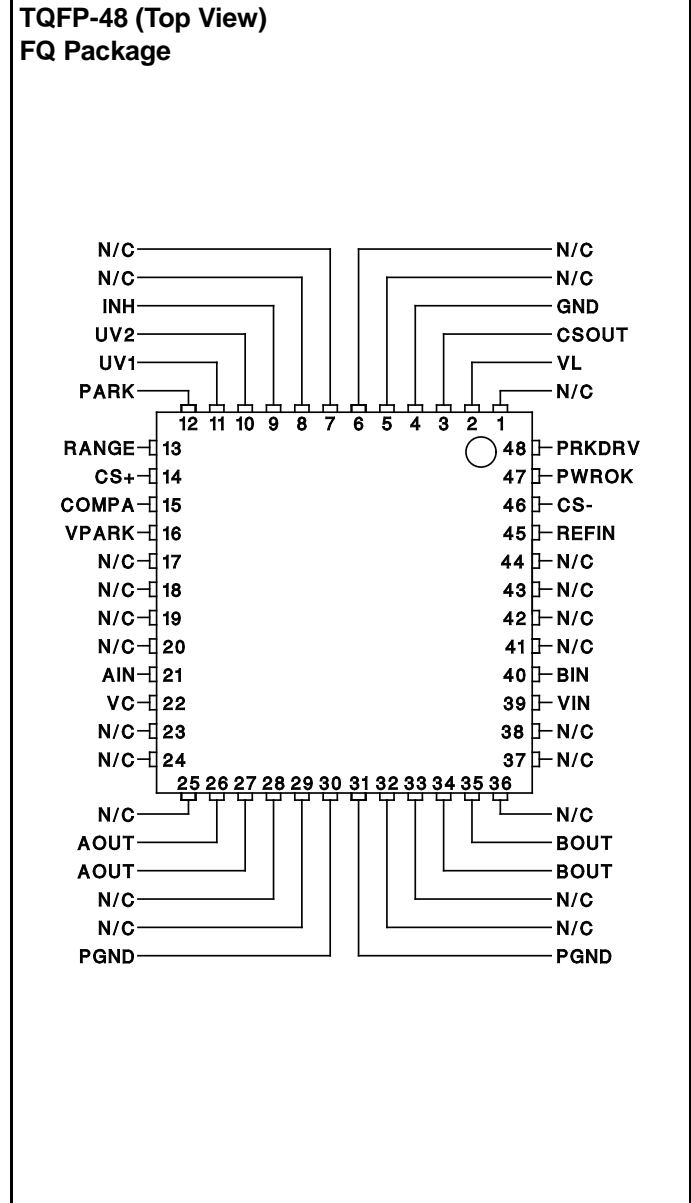 TQFP-48 (Top View)
FQ Package
N/C N/C
N/C N/C
INH GND
UV2 CSOUT
UV1 VL
PARK N/C
12 11 10 9 8 7 6 5 4 3 2 1
RANGE 13 48 PRKDRV
CS+ 14 47 PWROK
COMPA 15 46 CS-
VPARK 16 45 REFIN
N/C 17 44 N/C
N/C 18 43 N/C
N/C 19 42 N/C
N/C 20 41 N/C
AIN 21 40 BIN
VC 22 39 VIN
N/C 23 38 N/C
N/C 24 37 N/C
25 26 27 28 29 30 31 32 33 34 35 36
N/C N/C
AOUT BOUT
AOUT BOUT
N/C N/C
N/C N/C
PGND PGND